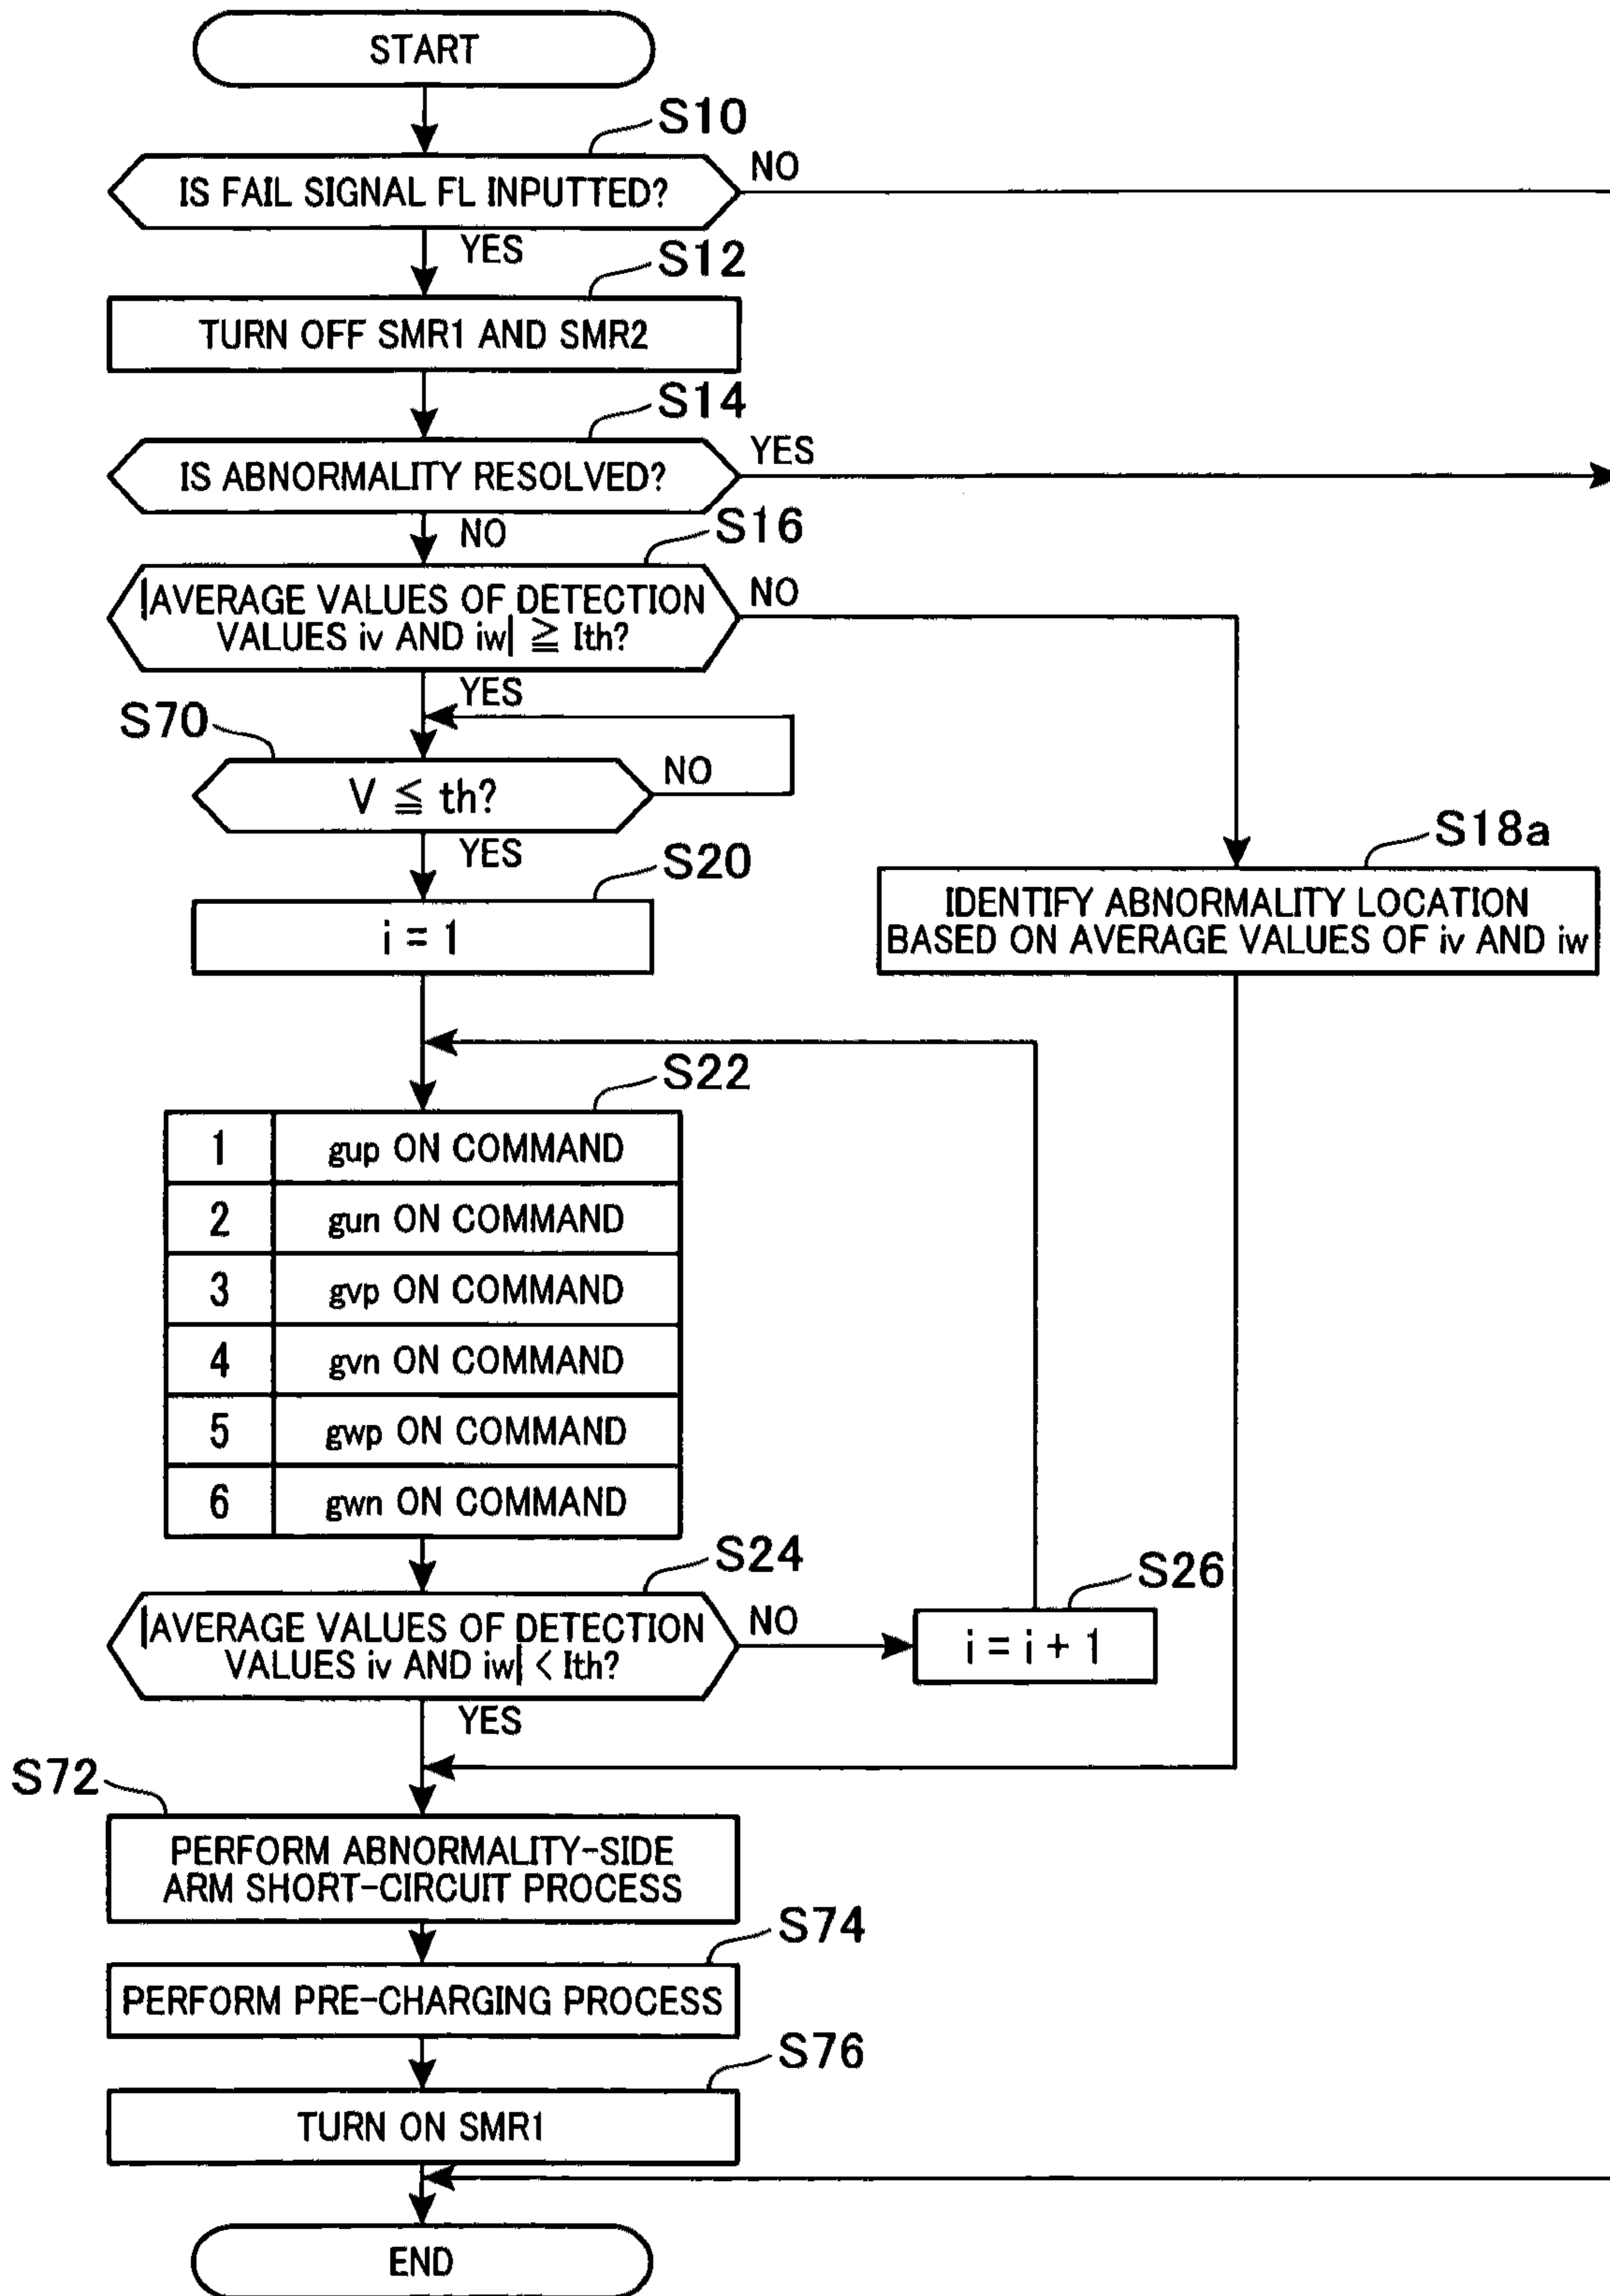 START
S10
IS FAIL SIGNAL FL INPUTTED?
NO
YES
S12
TURN OFF SMR1 AND SMR2
S14
IS ABNORMALITY RESOLVED?
YES
NO
S16
|AVERAGE VALUES OF DETECTION
VALUES iv AND iw| ≧ Ith?
NO
YES
S70
V ≦ th?
NO
YES
S18a
IDENTIFY ABNORMALITY LOCATION
BASED ON AVERAGE VALUES OF iv AND iw
S20
i = 1
S22
1 gup ON COMMAND
2 gun ON COMMAND
3 gvp ON COMMAND
4 gvn ON COMMAND
5 gwp ON COMMAND
6 gwn ON COMMAND
S24
|AVERAGE VALUES OF DETECTION
VALUES iv AND iw| < Ith?
NO
S26
i = i + 1
YES
S72
PERFORM ABNORMALITY-SIDE
ARM SHORT-CIRCUIT PROCESS
S74
PERFORM PRE-CHARGING PROCESS
S76
TURN ON SMR1
END